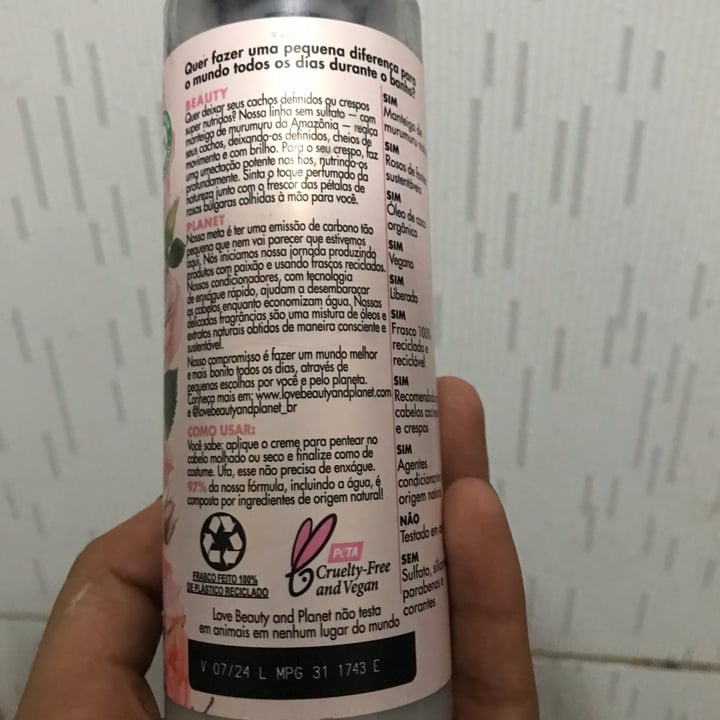 Quer fazer uma pequena diferença para
o mundo todos os dias durante o banho?
BEAUTY
Quer deixar seus cachos definidos ou crespos
super nutridos? Nossa linha sem sulfato – com
manteiga de murumuru da Amazônia – realça
seus cachos, deixando-os definidos, cheios de
movimento e com brilho. Para o seu crespo, faz
uma umectação potente nos fios, nutrindo-os
profundamente. Sinta o toque perfumado da
natureza junto com o frescor das pétalas de
rosas búlgaras colhidas à mão para você.
PLANET
Nossa meta é ter uma emissão de carbono tão
pequena que nem vai parecer que estivemos
aqui. Nós iniciamos nossa jornada produzindo
produtos com paixão e usando frascos reciclados.
Nossos condicionadores, com tecnologia
de enxágue rápido, ajudam a desembaraçar
os cabelos enquanto economizam água. Nossas
delicadas fragrâncias são uma mistura de óleos e
extratos naturais obtidos de maneira consciente e
sustentável.
Nosso compromisso é fazer um mundo melhor
e mais bonito todos os dias, através de
pequenas escolhas por você e pelo planeta.
Conheça mais em: www.lovebeautyandplanet.com
e @lovebeautyandplanet_br
COMO USAR:
Você sabe: aplique o creme para pentear no
cabelo molhado ou seco e finalize como de
costume. Ufa, esse não precisa de enxágue.
97% da nossa fórmula, incluindo a água, é
composta por ingredientes de origem natural!
FRASCO FEITO 100%
DE PLÁSTICO RECICLADO
PETA
Cruelty-Free
and Vegan
Love Beauty and Planet não testa
em animais em nenhum lugar do mundo
V 07/24 L MPG 31 1743 E
SIM
Manteiga de
murumuru
SIM
Rosas de
sustentáveis
SIM
Óleo de coco
orgânico
SIM
Vegano
SIM
Liberado
SIM
Frasco 100%
reciclado e
reciclável
SIM
cabelos
e crespos
SIM
Agentes
origem
NÃO
Testado em
SEM
Sulfato,
parabenos e
corantes